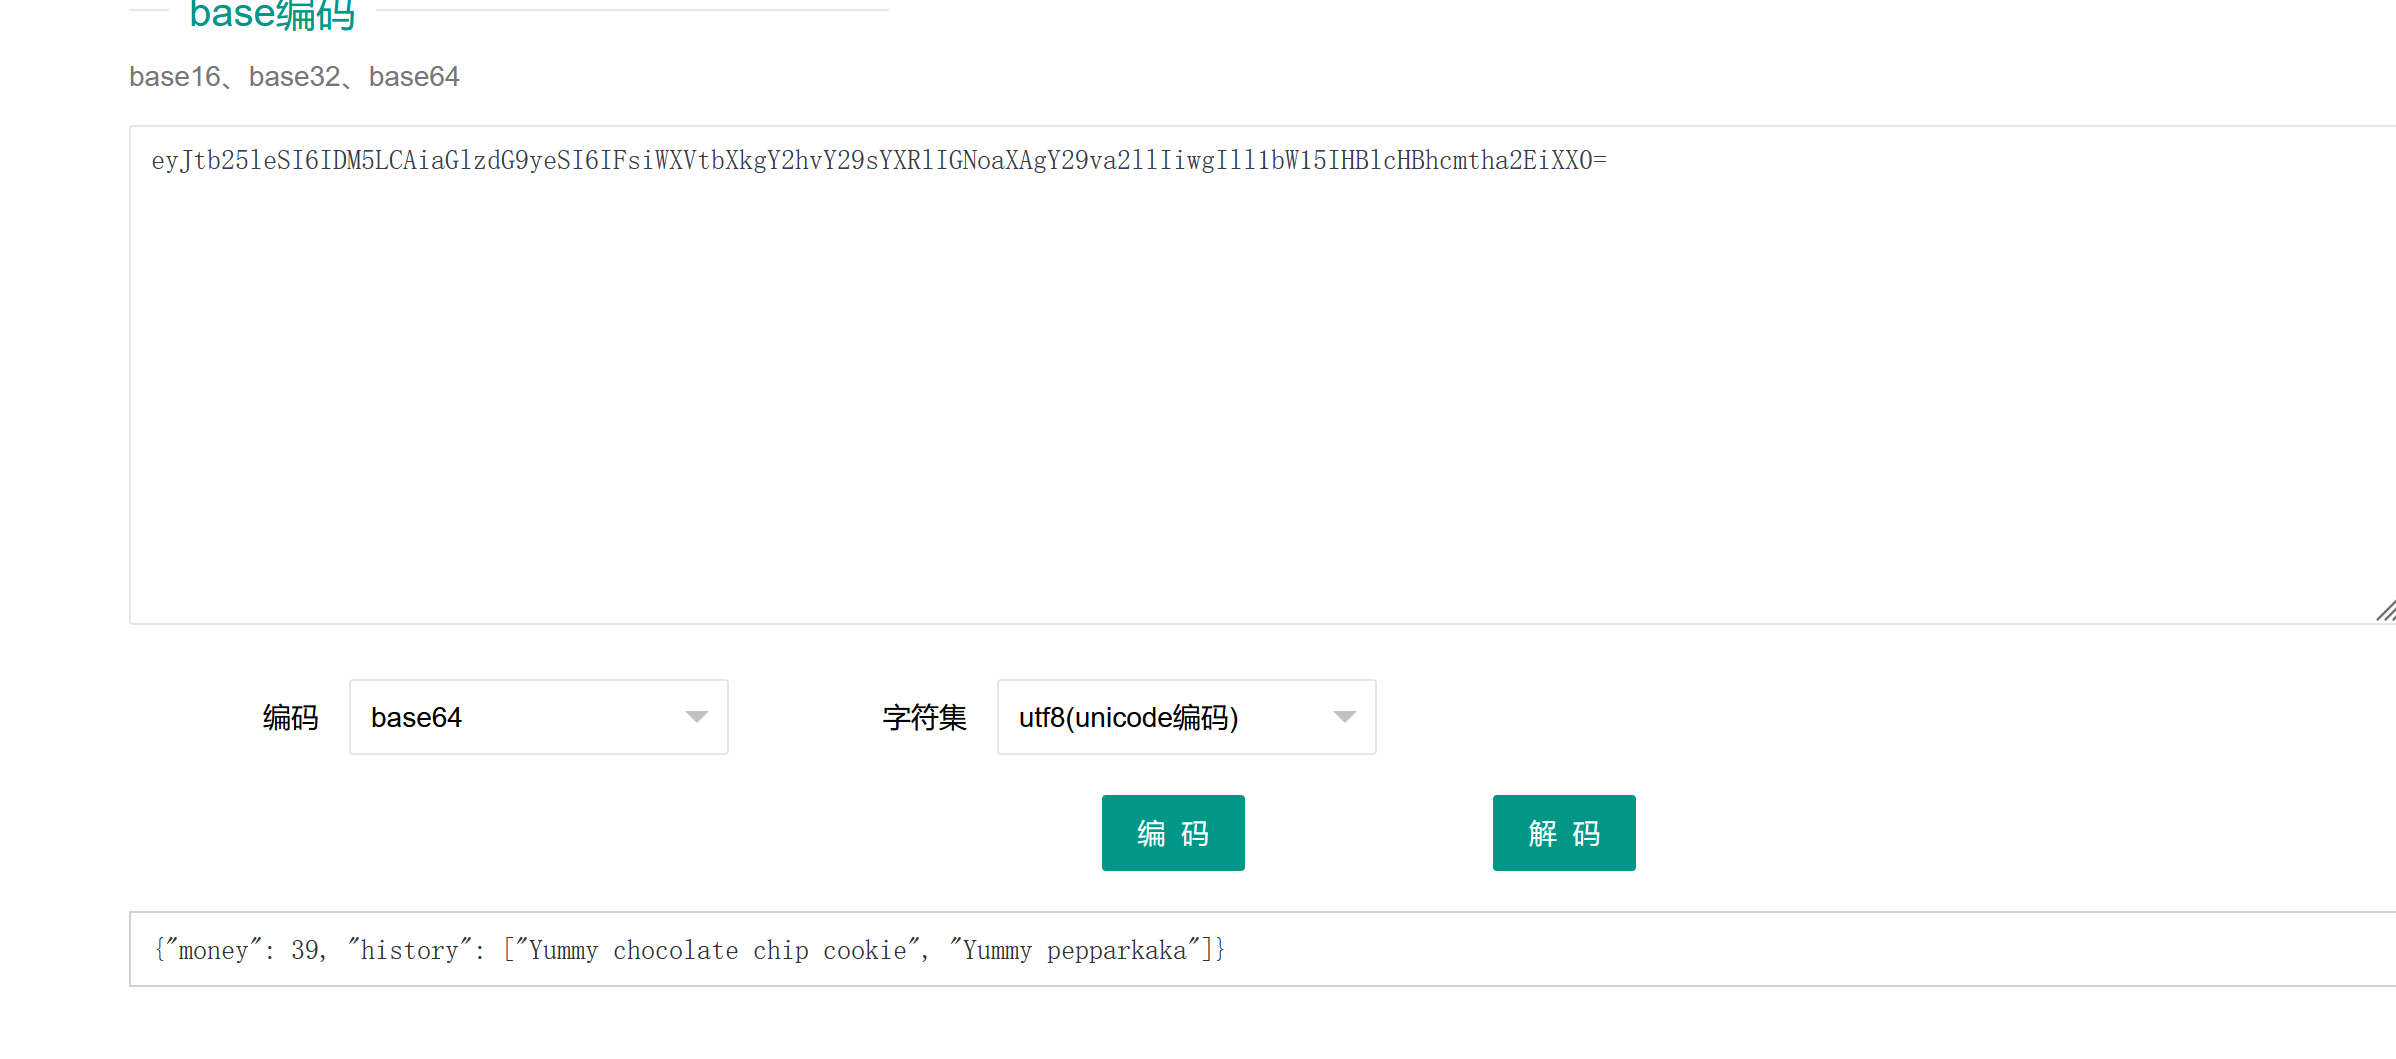 base编码
base16、base32、base64
eyJtb25leSI6IDM5LCAiaGlzdG9yeSI6IFsiWXVtbXkgY2hvY29sYXRlIGNoaXAgY29va2llIiwgIll1bW15IHBlcHBhcmtha2EiXX0=
编码 base64 字符集 utf8(unicode编码)
编 码 解 码
{"money": 39, "history": ["Yummy chocolate chip cookie", "Yummy pepparkaka"]}